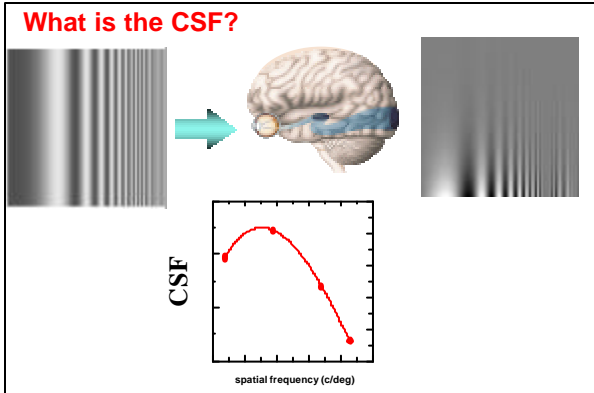 What is the CSF?
CSF
spatial frequency (c/deg)